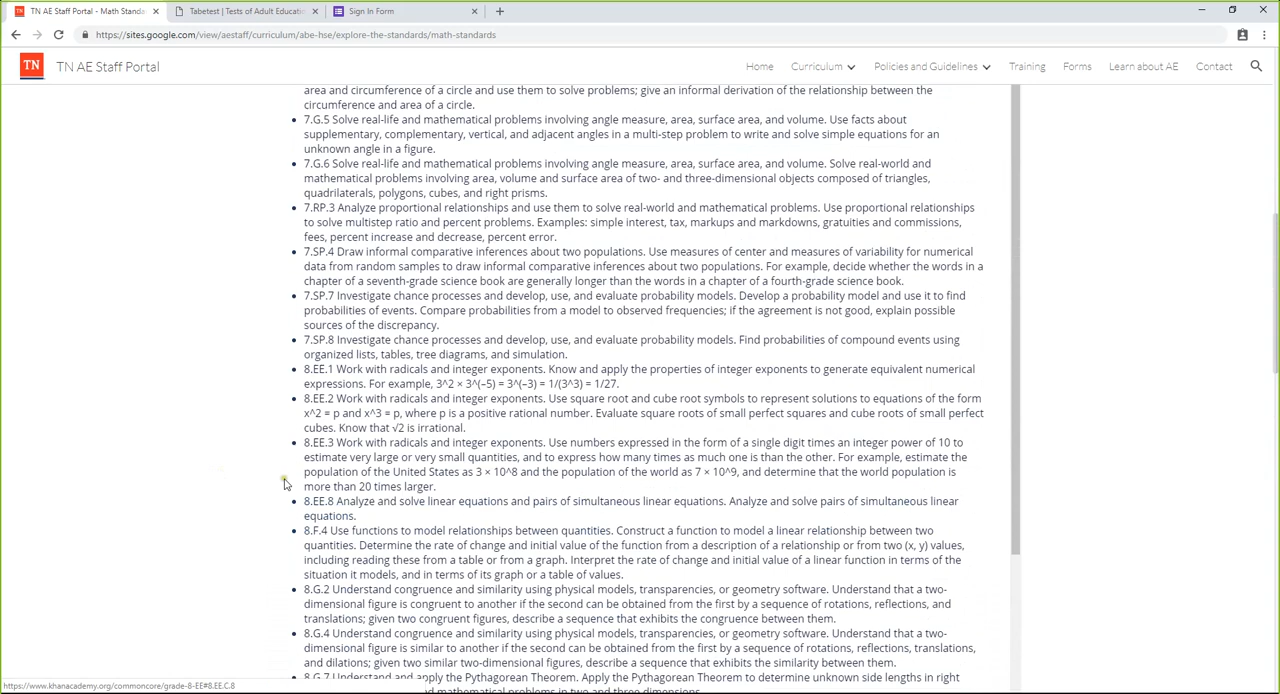 TN AE Staff Portal - Math Standa
Tabetest | Tests of Adult Educatio
Sign In Form
https://sites.google.com/view/aestaff/curriculum/abe-hse/explore-the-standards/math-standards
TN
TN AE Staff Portal
Home
Curriculum
Policies and Guidelines
Training
Forms
Learn about AE
Contact
area and circumference of a circle and use them to solve problems; give an informal derivation of the relationship between the
circumference and area of a circle.
• 7.G.5 Solve real-life and mathematical problems involving angle measure, area, surface area, and volume. Use facts about
supplementary, complementary, vertical, and adjacent angles in a multi-step problem to write and solve simple equations for an
unknown angle in a figure.
• 7.G.6 Solve real-life and mathematical problems involving angle measure, area, surface area, and volume. Solve real-world and
mathematical problems involving area, volume and surface area of two- and three-dimensional objects composed of triangles,
quadrilaterals, polygons, cubes, and right prisms.
• 7.RP.3 Analyze proportional relationships and use them to solve real-world and mathematical problems. Use proportional relationships
to solve multistep ratio and percent problems. Examples: simple interest, tax, markups and markdowns, gratuities and commissions,
fees, percent increase and decrease, percent error.
• 7.SP.4 Draw informal comparative inferences about two populations. Use measures of center and measures of variability for numerical
data from random samples to draw informal comparative inferences about two populations. For example, decide whether the words in a
chapter of a seventh-grade science book are generally longer than the words in a chapter of a fourth-grade science book.
• 7.SP.7 Investigate chance processes and develop, use, and evaluate probability models. Develop a probability model and use it to find
probabilities of events. Compare probabilities from a model to observed frequencies; if the agreement is not good, explain possible
sources of the discrepancy.
• 7.SP.8 Investigate chance processes and develop, use, and evaluate probability models. Find probabilities of compound events using
organized lists, tables, tree diagrams, and simulation.
• 8.EE.1 Work with radicals and integer exponents. Know and apply the properties of integer exponents to generate equivalent numerical
expressions. For example, 3^2 × 3^(–5) = 3^(–3) = 1/(3^3) = 1/27.
• 8.EE.2 Work with radicals and integer exponents. Use square root and cube root symbols to represent solutions to equations of the form
x^2 = p and x^3 = p, where p is a positive rational number. Evaluate square roots of small perfect squares and cube roots of small perfect
cubes. Know that √2 is irrational.
• 8.EE.3 Work with radicals and integer exponents. Use numbers expressed in the form of a single digit times an integer power of 10 to
estimate very large or very small quantities, and to express how many times as much one is than the other. For example, estimate the
population of the United States as 3 × 10^8 and the population of the world as 7 × 10^9, and determine that the world population is
more than 20 times larger.
• 8.EE.8 Analyze and solve linear equations and pairs of simultaneous linear equations. Analyze and solve pairs of simultaneous linear
equations.
• 8.F.4 Use functions to model relationships between quantities. Construct a function to model a linear relationship between two
quantities. Determine the rate of change and initial value of the function from a description of a relationship or from two (x, y) values,
including reading these from a table or from a graph. Interpret the rate of change and initial value of a linear function in terms of the
situation it models, and in terms of its graph or a table of values.
• 8.G.2 Understand congruence and similarity using physical models, transparencies, or geometry software. Understand that a two-
dimensional figure is congruent to another if the second can be obtained from the first by a sequence of rotations, reflections, and
translations; given two congruent figures, describe a sequence that exhibits the congruence between them.
• 8.G.4 Understand congruence and similarity using physical models, transparencies, or geometry software. Understand that a two-
dimensional figure is similar to another if the second can be obtained from the first by a sequence of rotations, reflections, translations,
and dilations; given two similar two-dimensional figures, describe a sequence that exhibits the similarity between them.
• 8.G.7 Understand and apply the Pythagorean Theorem. Apply the Pythagorean Theorem to determine unknown side lengths in right
d mathematical problems in two and three dimensions.
https://www.khanacademy.org/commoncore/grade-8-EE#8.EE.C.8